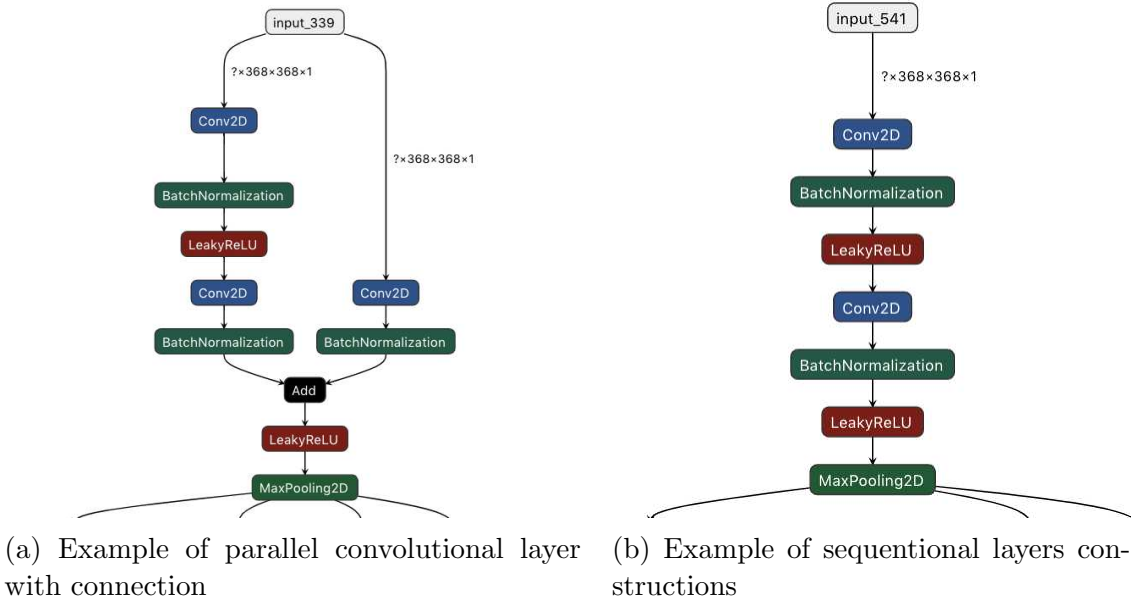 input_339
?×368×368×1
Conv2D
?×368×368×1
BatchNormalization
LeakyReLU
Conv2D
Conv2D
BatchNormalization
BatchNormalization
Add
LeakyReLU
MaxPooling2D
(a) Example of parallel convolutional layer
with connection
input_541
?×368×368×1
Conv2D
BatchNormalization
LeakyReLU
Conv2D
BatchNormalization
LeakyReLU
MaxPooling2D
(b) Example of sequentional layers con-
structions